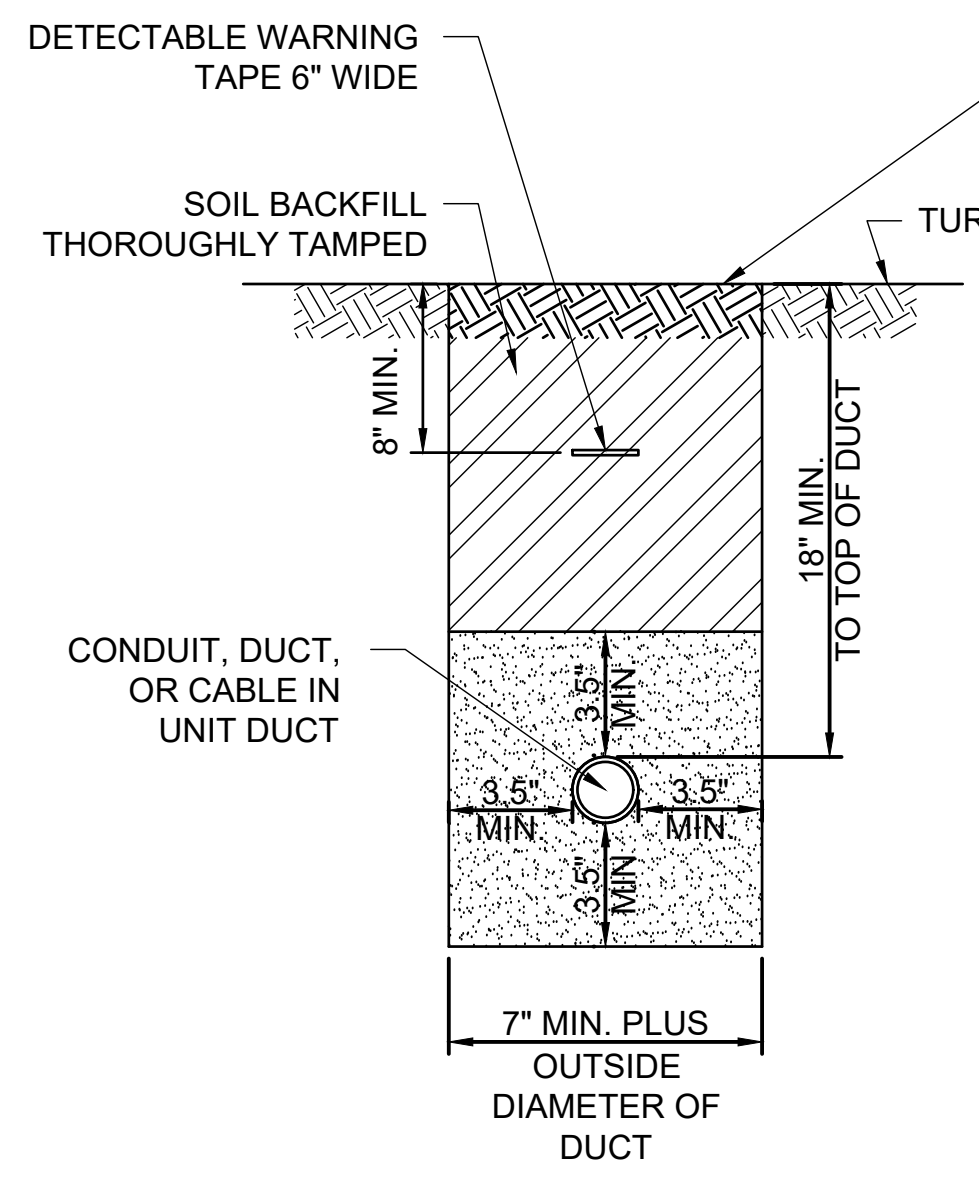 DETECTABLE WARNING
TAPE 6" WIDE
SOIL BACKFILL
THOROUGHLY TAMPED
TUR
8" MIN.
18" MIN.
TO TOP OF DUCT
CONDUIT, DUCT,
OR CABLE IN
UNIT DUCT
3.5"
MIN
3.5"
MIN.
3.5"
MIN.
3.5"
MIN
7" MIN. PLUS
OUTSIDE
DIAMETER OF
DUCT